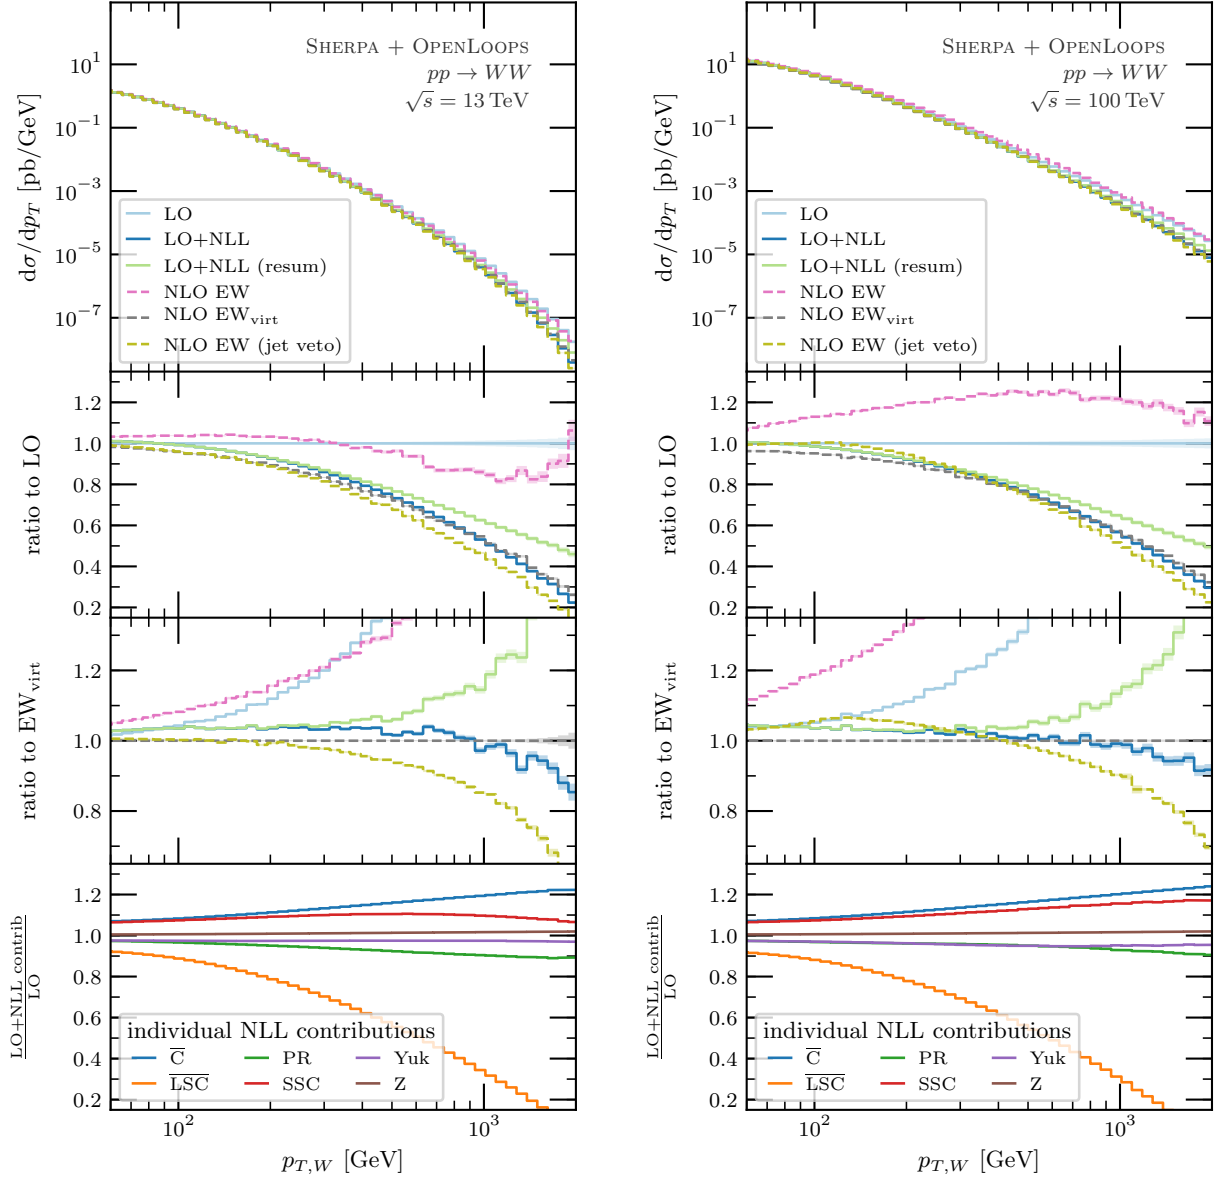 SHERPA + OPENLOOPS
pp → WW
√s = 13 TeV
dσ/dp_T [pb/GeV]
10^1
10^−1
10^−3
10^−5
10^−7
LO
LO+NLL
LO+NLL (resum)
NLO EW
NLO EW_virt
NLO EW (jet veto)
ratio to LO
1.2
1.0
0.8
0.6
0.4
0.2
ratio to EW_virt
1.2
1.0
0.8
LO+NLL contrib
LO
1.2
1.0
0.8
0.6
0.4
0.2
individual NLL contributions
C̅ PR Yuk
L̅S̅C̅ SSC Z
10^2 10^3
p_{T,W} [GeV]
SHERPA + OPENLOOPS
pp → WW
√s = 100 TeV
dσ/dp_T [pb/GeV]
10^1
10^−1
10^−3
10^−5
10^−7
LO
LO+NLL
LO+NLL (resum)
NLO EW
NLO EW_virt
NLO EW (jet veto)
ratio to LO
1.2
1.0
0.8
0.6
0.4
0.2
ratio to EW_virt
1.2
1.0
0.8
LO+NLL contrib
LO
1.2
1.0
0.8
0.6
0.4
0.2
individual NLL contributions
C̅ PR Yuk
L̅S̅C̅ SSC Z
10^2 10^3
p_{T,W} [GeV]